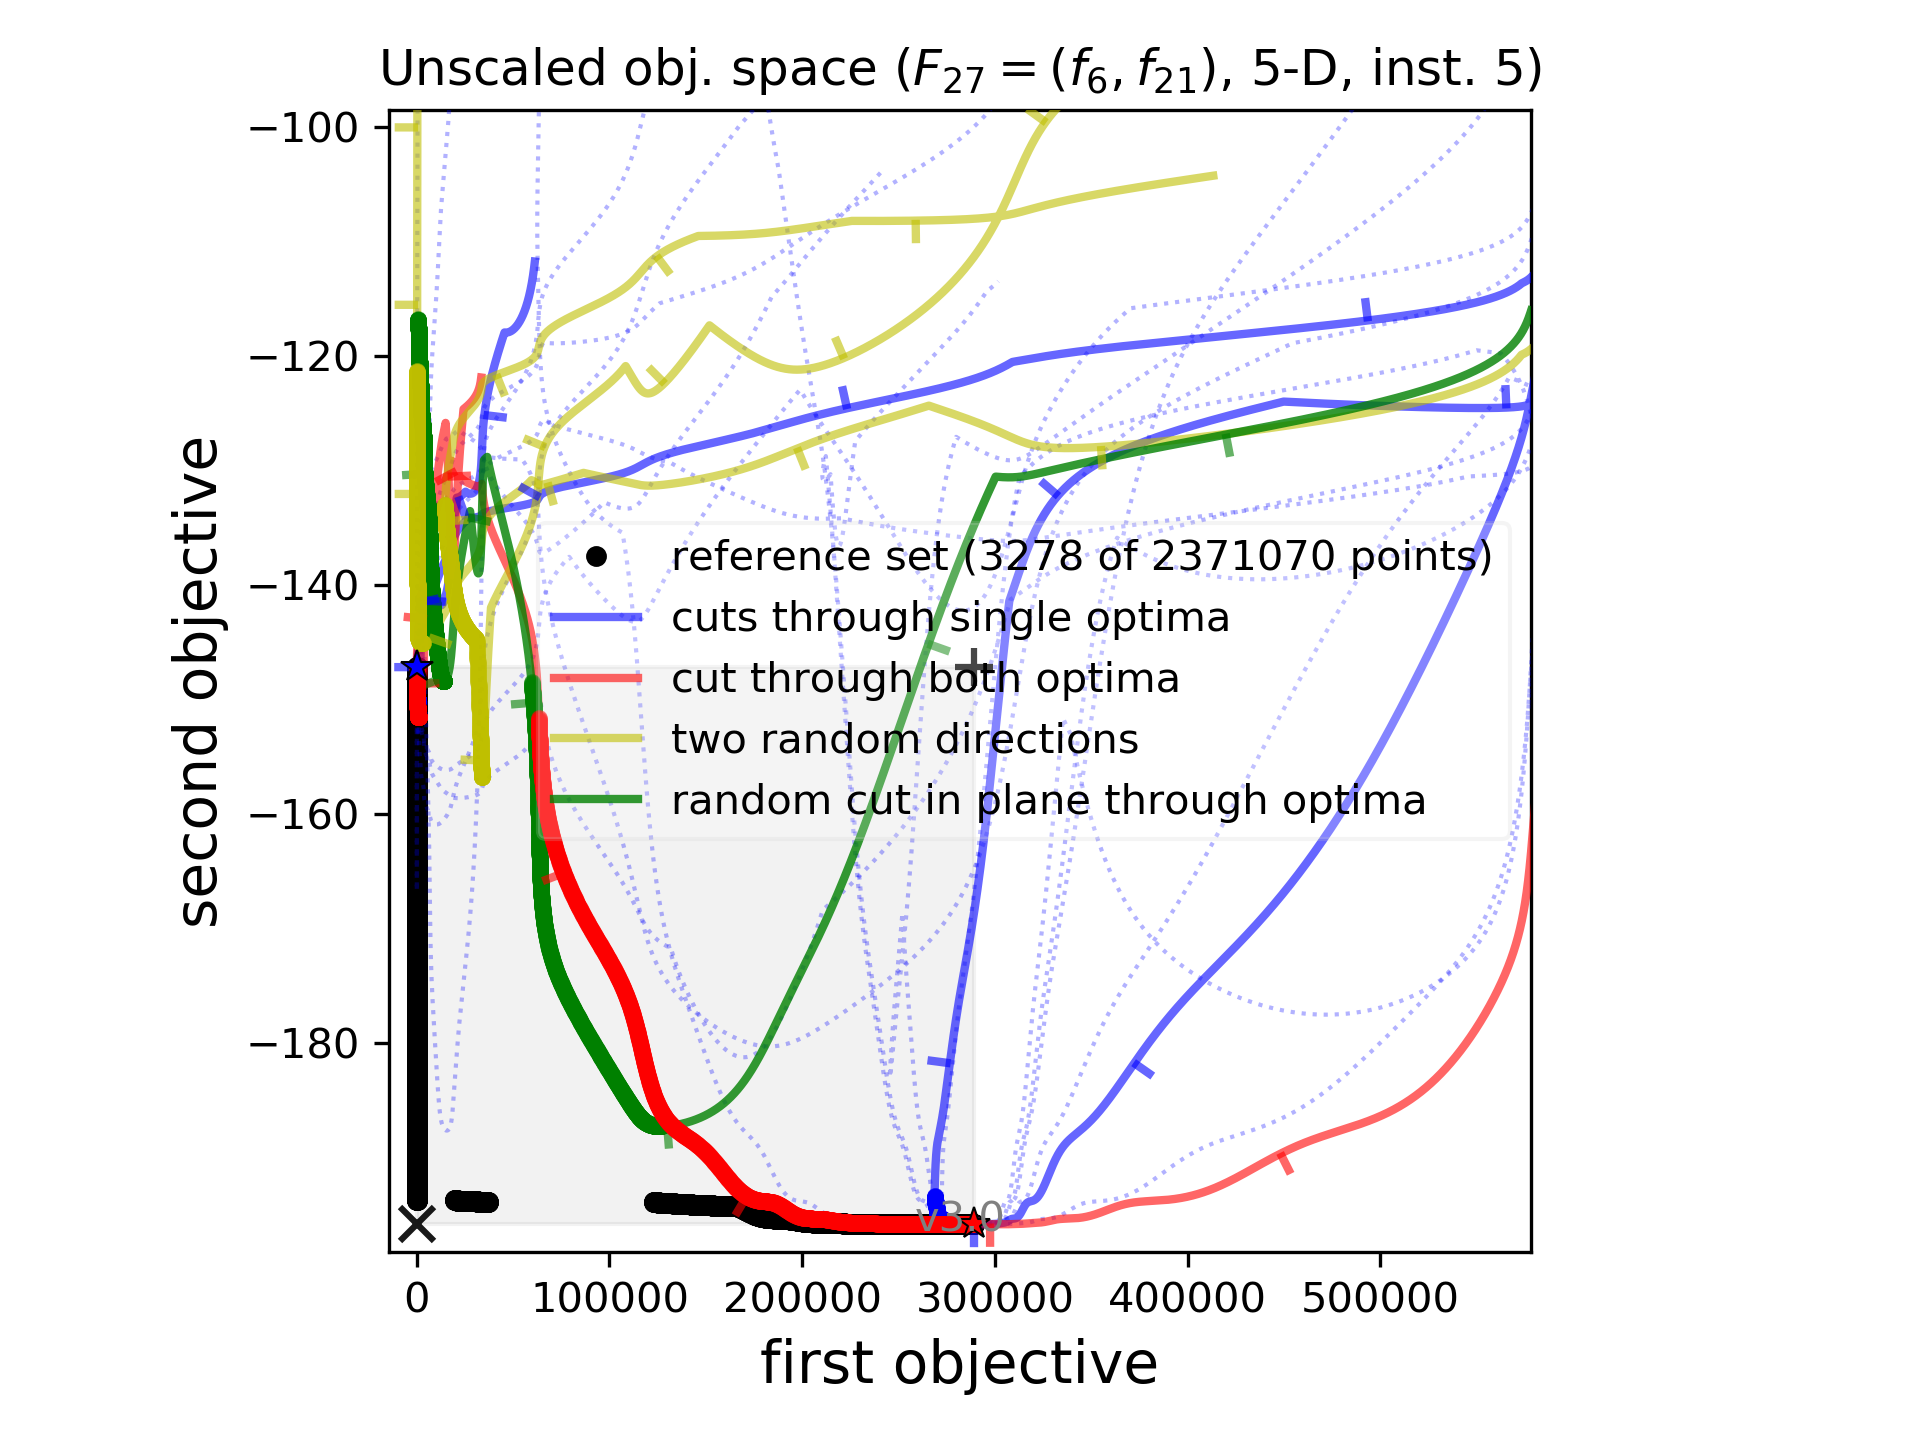 Unscaled obj. space (F₂₇ = (f₆, f₂₁), 5-D, inst. 5)
−100
−120
−140
−160
−180
second objective
reference set (3278 of 2371070 points)
cuts through single optima
cut through both optima
two random directions
random cut in plane through optima
v3.0
0
100000
200000
300000
400000
500000
first objective